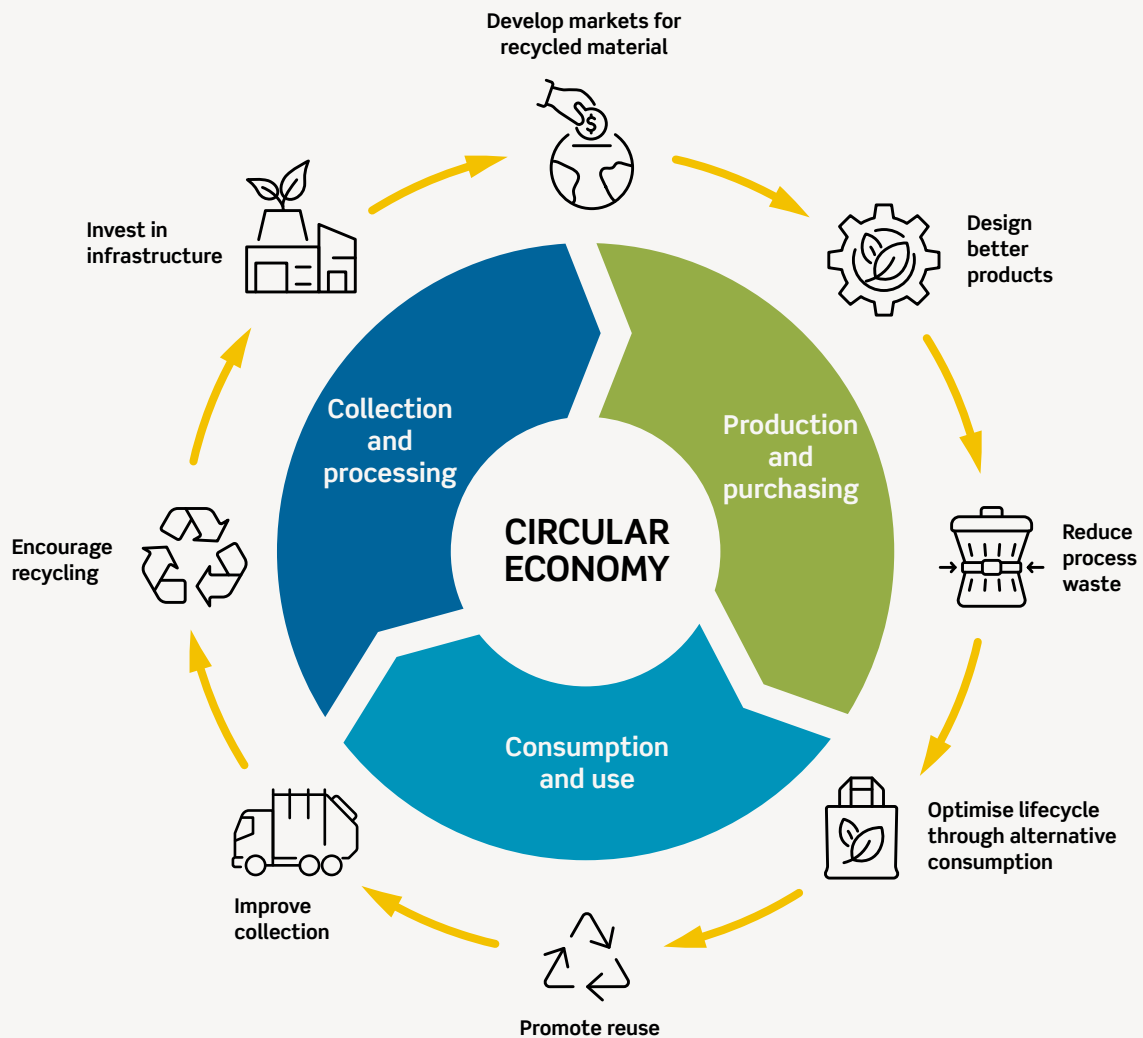 Develop markets for
recycled material
$
Invest in
infrastructure
Design
better
products
Collection
and
processing
Production
and
purchasing
CIRCULAR
ECONOMY
Encourage
recycling
Reduce
process
waste
Consumption
and use
Optimise lifecycle
through alternative
consumption
Improve
collection
Promote reuse